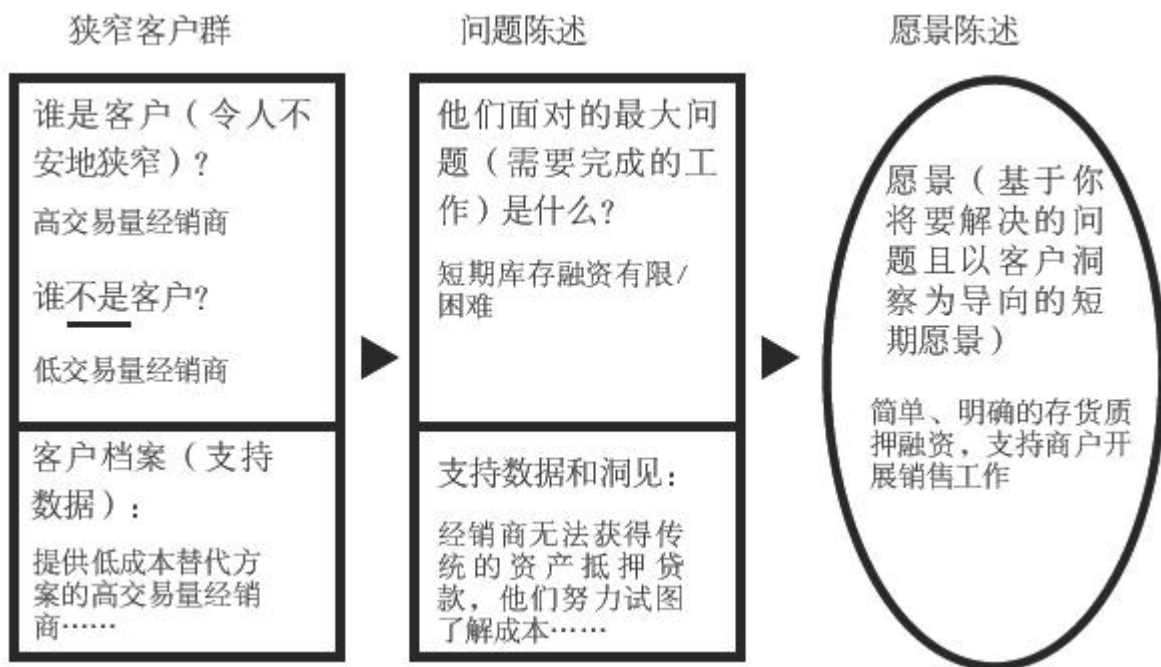 狭窄客户群
谁是客户（令人不
安地狭窄）？
高交易量经销商
谁不是客户？
低交易量经销商
客户档案（支持
数据）：
提供低成本替代方
案的高交易量经销
商……
问题陈述
他们面对的最大问
题（需要完成的工
作）是什么？
短期库存融资有限/
困难
支持数据和洞见：
经销商无法获得传
统的资产抵押贷
款，他们努力试图
了解成本……
愿景陈述
愿景（基于你
将要解决的问
题且以客户洞
察为导向的短
期愿景）
简单、明确的存货质
押融资，支持商户开
展销售工作